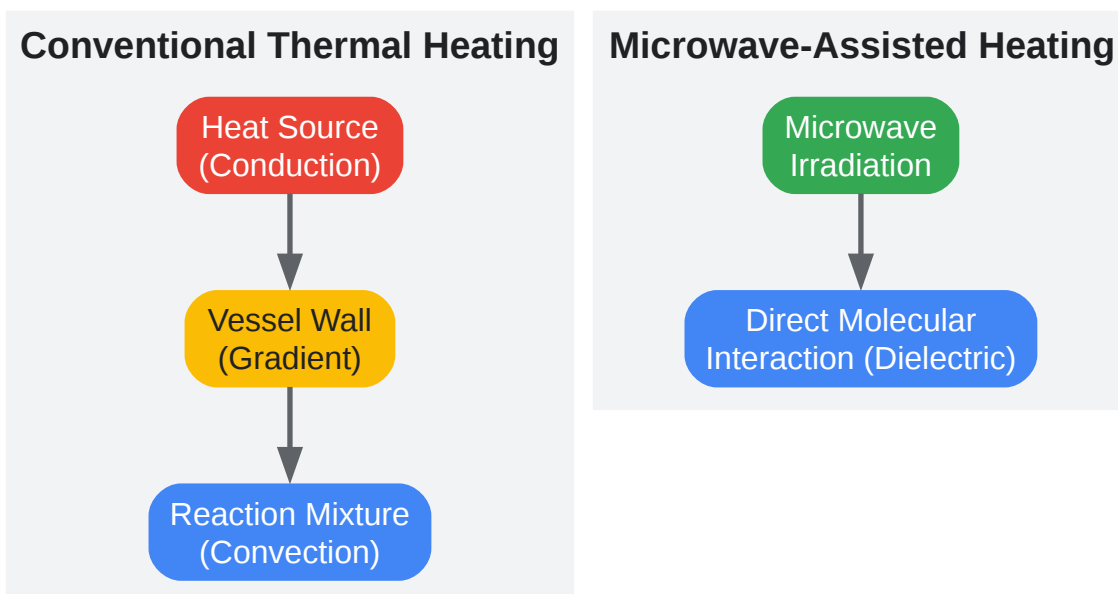 Conventional Thermal Heating
Heat Source
(Conduction)
Vessel Wall
(Gradient)
Reaction Mixture
(Convection)
Microwave-Assisted Heating
Microwave
Irradiation
Direct Molecular
Interaction (Dielectric)